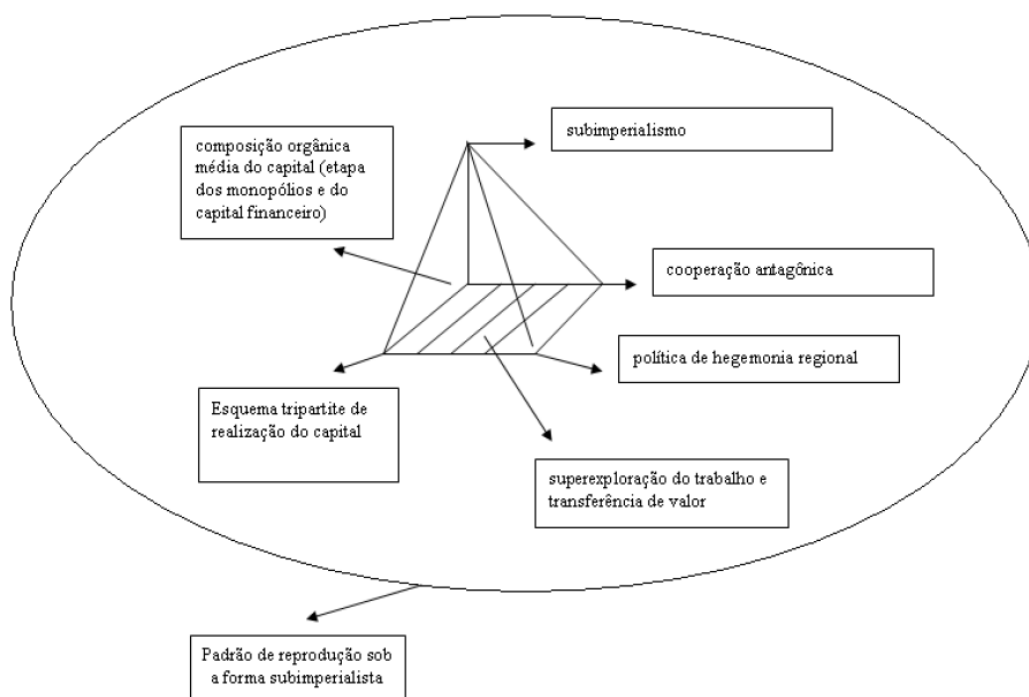 subimperialismo
composição orgânica
média do capital (etapa
dos monopólios e do
capital financeiro)
cooperação antagônica
política de hegemonia regional
Esquema tripartite de
realização do capital
superexploração do trabalho e
transferência de valor
Padrão de reprodução sob
a forma subimperialista